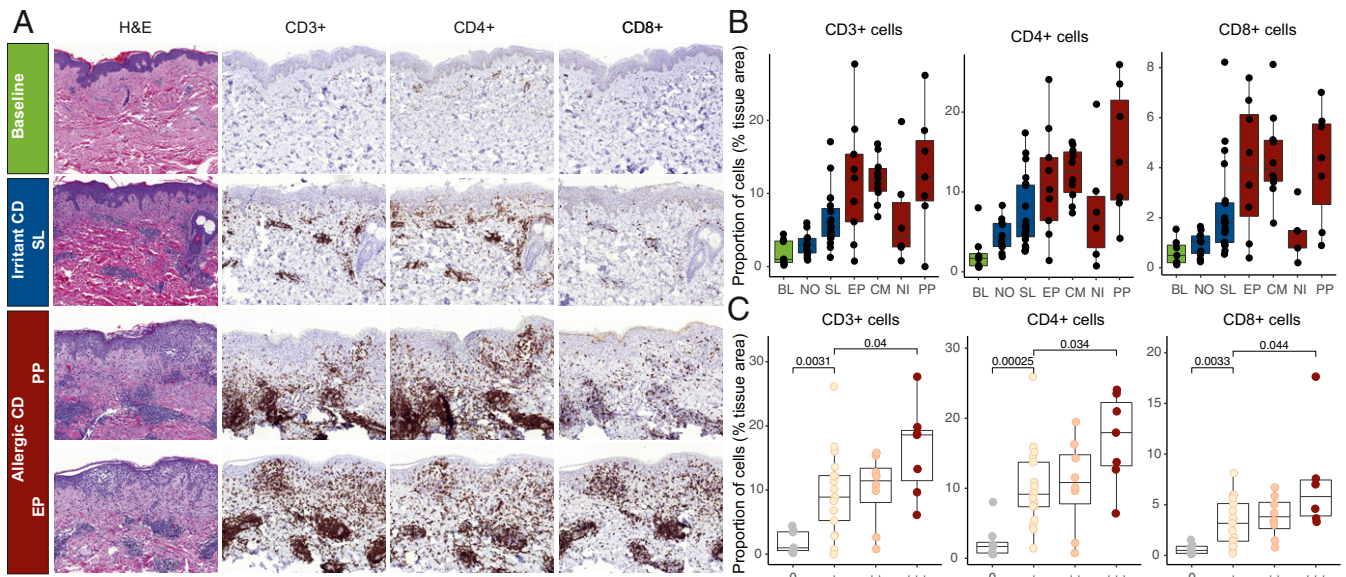 A
H&E
CD3+
CD4+
CD8+
Baseline
Irritant CD
SL
Allergic CD
PP
EP
B
CD3+ cells
CD4+ cells
CD8+ cells
Proportion of cells (% tissue area)
20
10
0
20
10
0
8
6
4
2
0
BL NO SL EP CM NI PP
BL NO SL EP CM NI PP
BL NO SL EP CM NI PP
C
CD3+ cells
CD4+ cells
CD8+ cells
Proportion of cells (% tissue area)
30
20
10
0
0.0031
0.04
30
20
10
0
0.00025
0.034
20
15
10
5
0
0.0033
0.044